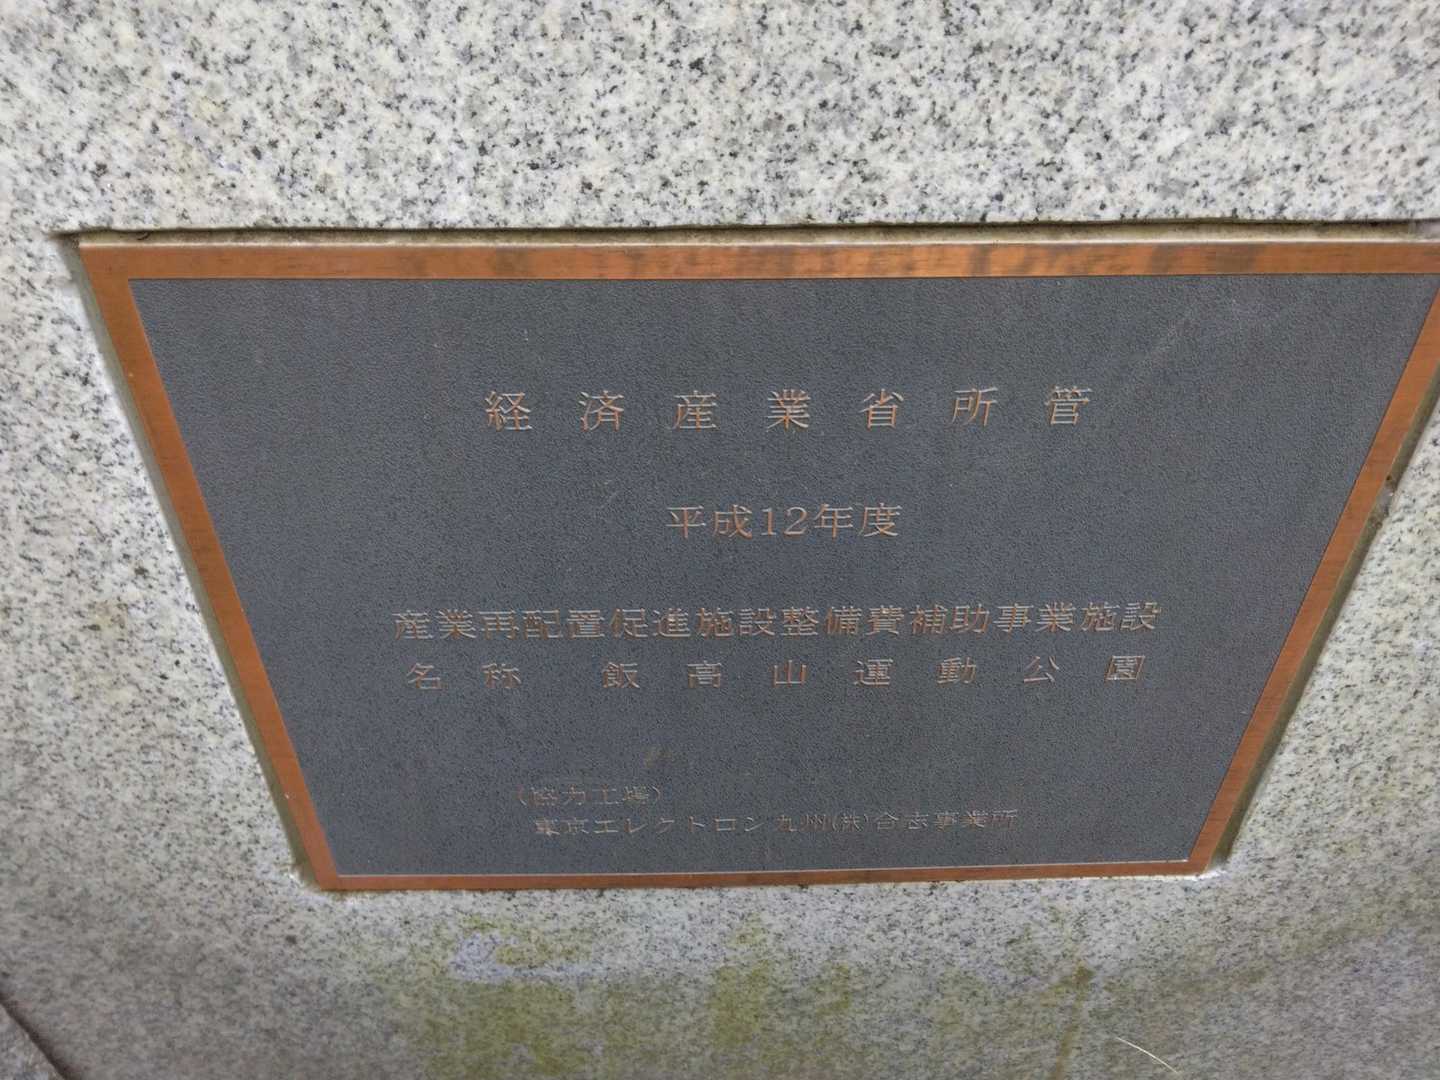 経済産業省所管
平成12年度
産業再配置促進施設整備費補助事業施設
名称 飯高山運動公園
(協力工場)
東京エレクトロン九州(株)合志事業所